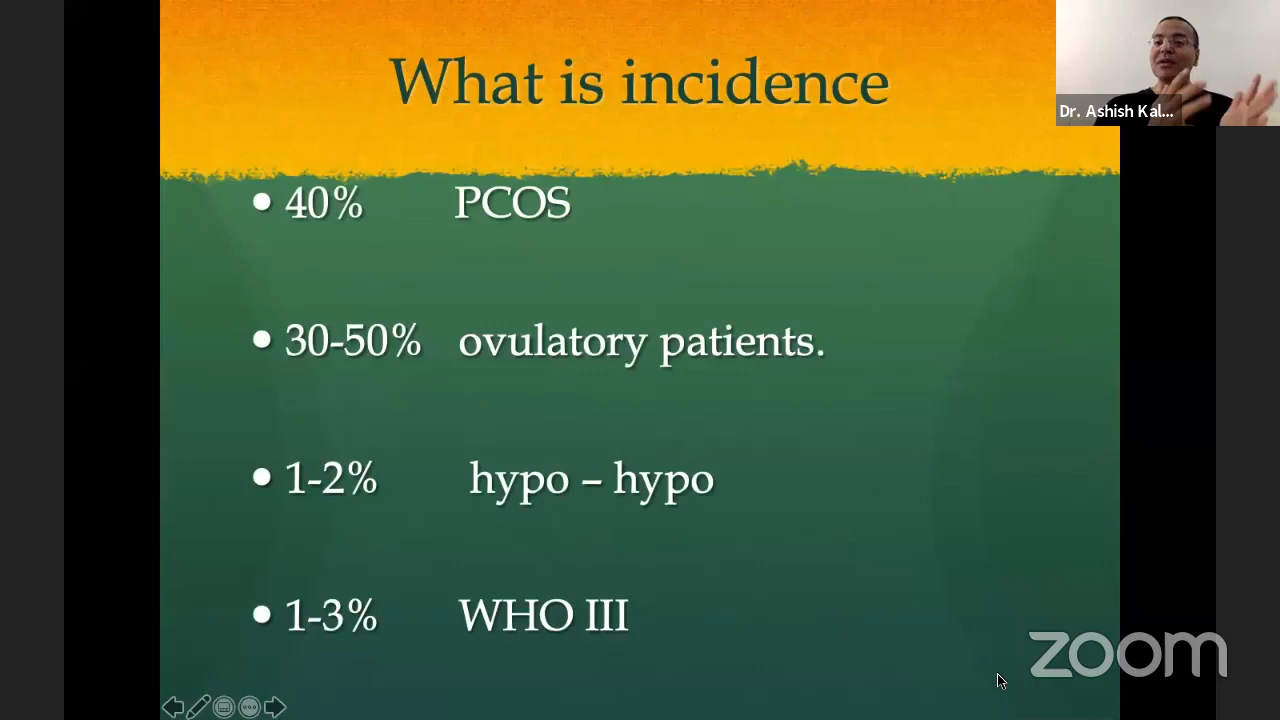 What is incidence
Dr. Ashish Kal...
• 40% PCOS
• 30-50% ovulatory patients.
• 1-2% hypo – hypo
• 1-3% WHO III
zoom